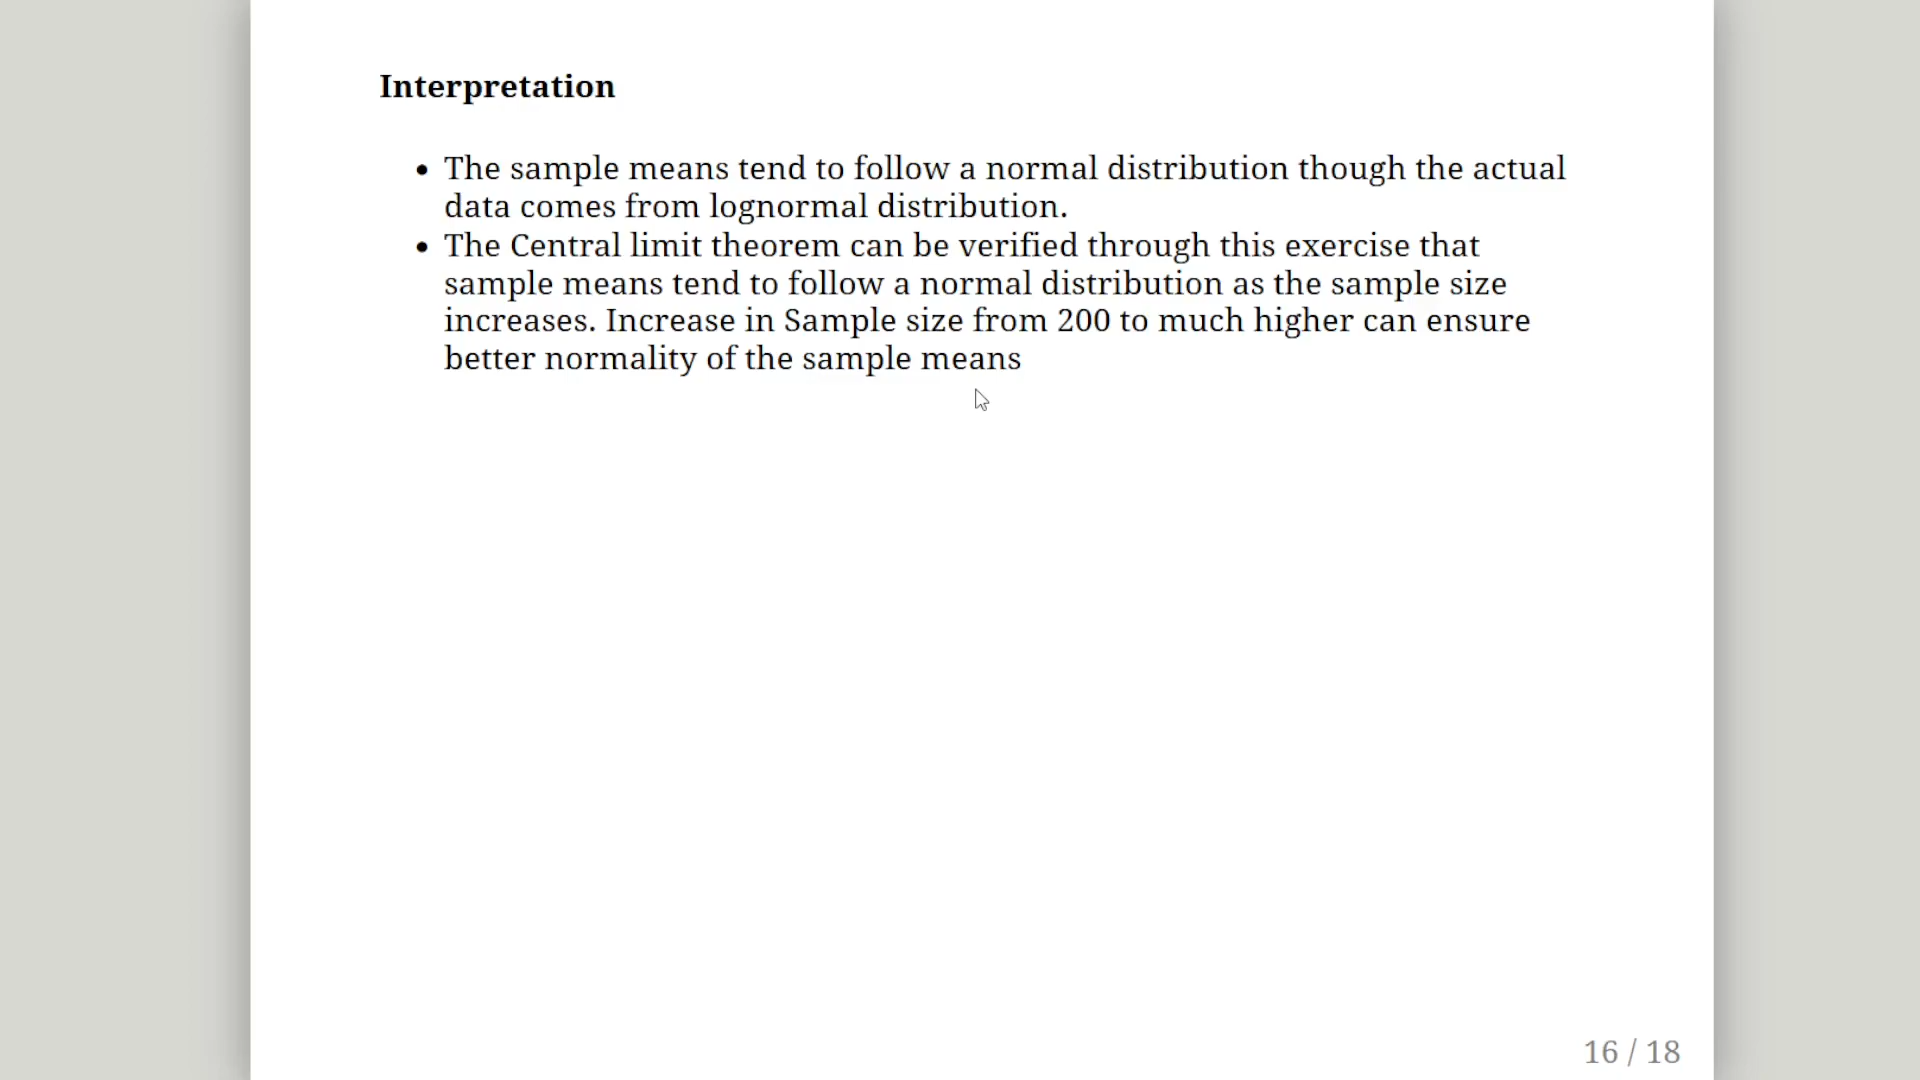 Interpretation
• The sample means tend to follow a normal distribution though the actual
data comes from lognormal distribution.
• The Central limit theorem can be verified through this exercise that
sample means tend to follow a normal distribution as the sample size
increases. Increase in Sample size from 200 to much higher can ensure
better normality of the sample means
16 / 18